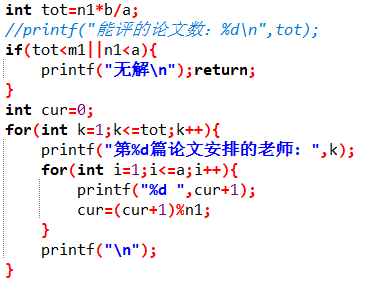 int tot=n1*b/a;
//printf("能评的论文数：%d\n",tot);
if(tot<m1||n1<a){
    printf("无解\n");return;
}
int cur=0;
for(int k=1;k<=tot;k++){
    printf("第%d篇论文安排的老师：",k);
    for(int i=1;i<=a;i++){
        printf("%d ",cur+1);
        cur=(cur+1)%n1;
    }
    printf("\n");
}